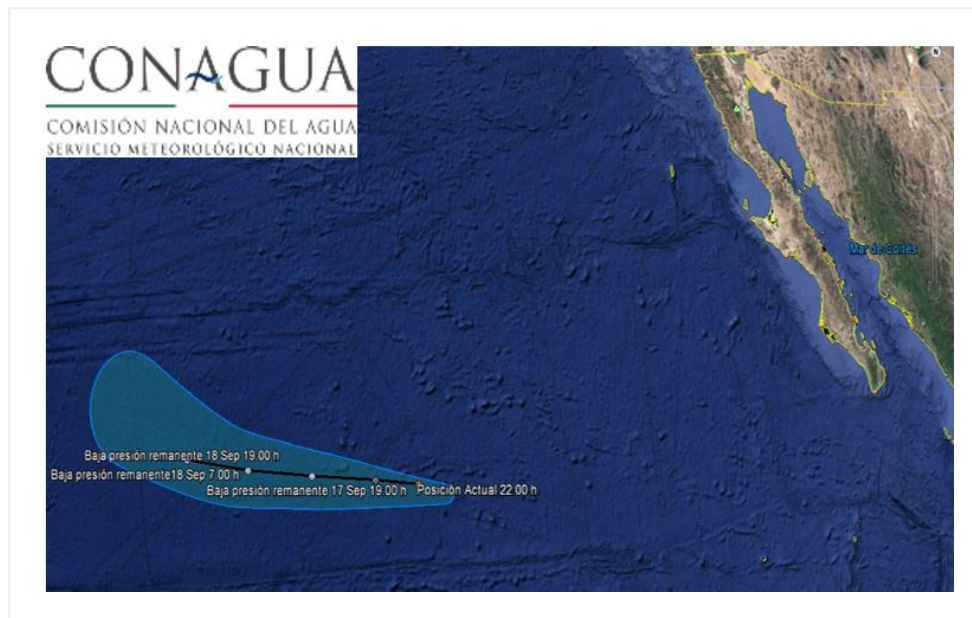 CONAGUA
COMISIÓN NACIONAL DEL AGUA
SERVICIO METEOROLÓGICO NACIONAL
N
Mar de Cortés
Baja presión remanente 18 Sep 19:00 h
Baja presión remanente18 Sep 7:00 h
Baja presión remanente 17 Sep 19:00 h
Posición Actual 22:00 h